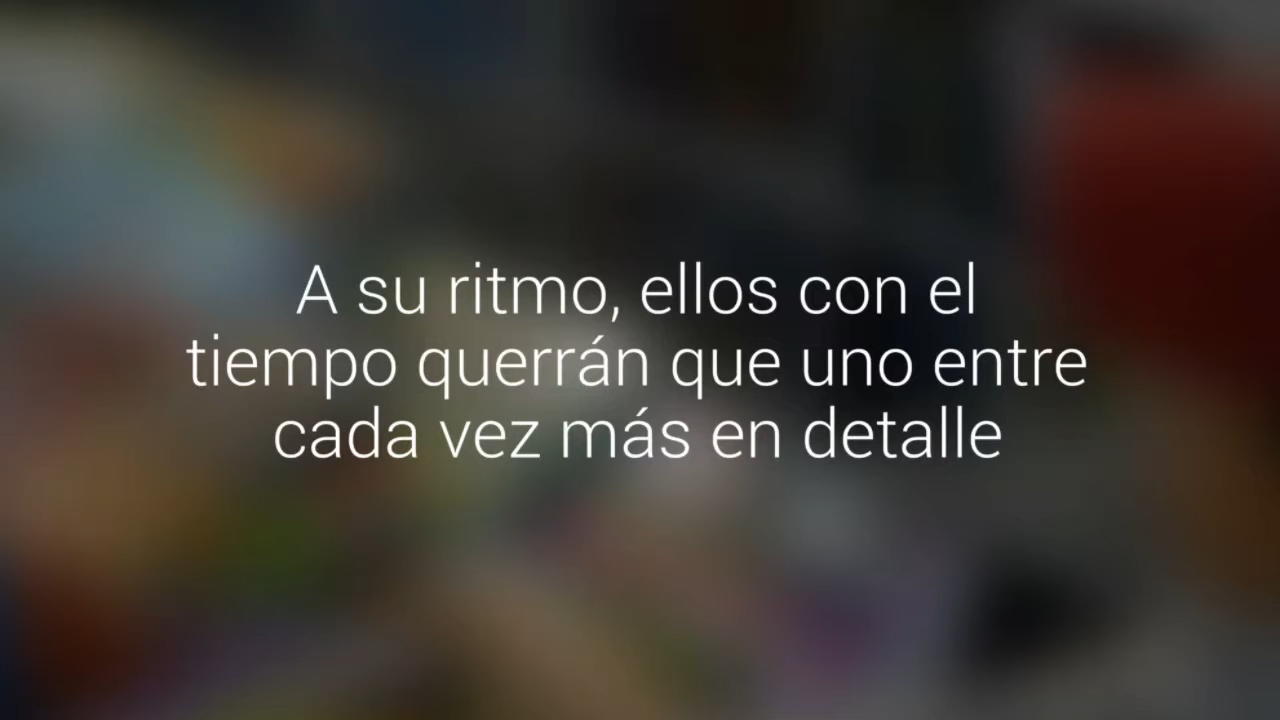 A su ritmo, ellos con el
tiempo querrán que uno entre
cada vez más en detalle